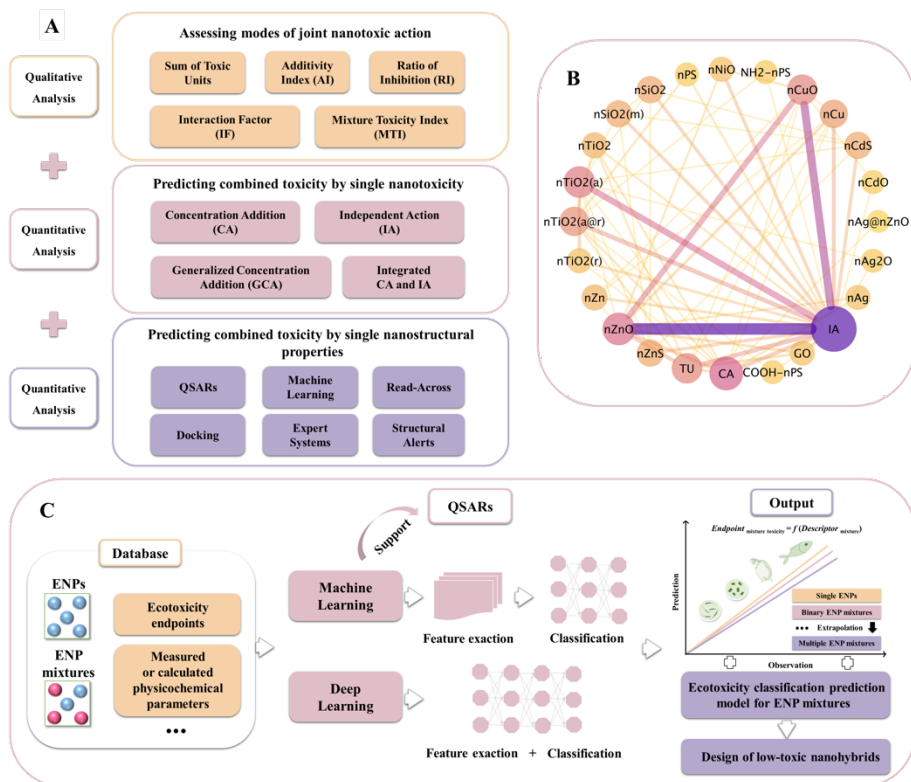 A
Qualitative
Analysis
Assessing modes of joint nanotoxic action
Sum of Toxic
Units
Additivity
Index (AI)
Ratio of
Inhibition (RI)
Interaction Factor
(IF)
Mixture Toxicity Index
(MTI)
Quantitative
Analysis
Predicting combined toxicity by single nanotoxicity
Concentration Addition
(CA)
Independent Action
(IA)
Generalized Concentration
Addition (GCA)
Integrated
CA and IA
Quantitative
Analysis
Predicting combined toxicity by single nanostructural
properties
QSARs
Machine
Learning
Read-Across
Docking
Expert
Systems
Structural
Alerts
B
nPS
nNiO
NH2-nPS
nCuO
nCu
nCdS
nCdO
nAg@nZnO
nAg2O
nAg
IA
GO
COOH-nPS
CA
TU
nZnS
nZnO
nZn
nTiO2(r)
nTiO2(a@r)
nTiO2(a)
nTiO2
nSiO2(m)
nSiO2
C
Database
ENPs
ENP
mixtures
Ecotoxicity
endpoints
Measured
or calculated
physicochemical
parameters
•••
QSARs
Support
Machine
Learning
Feature exaction
Classification
Deep
Learning
Feature exaction + Classification
Output
Endpoint mixture toxicity = f (Descriptor mixture)
Prediction
Single ENPs
Binary ENP mixtures
••• Extrapolation
Multiple ENP mixtures
Observation
Ecotoxicity classification prediction
model for ENP mixtures
Design of low-toxic nanohybrids